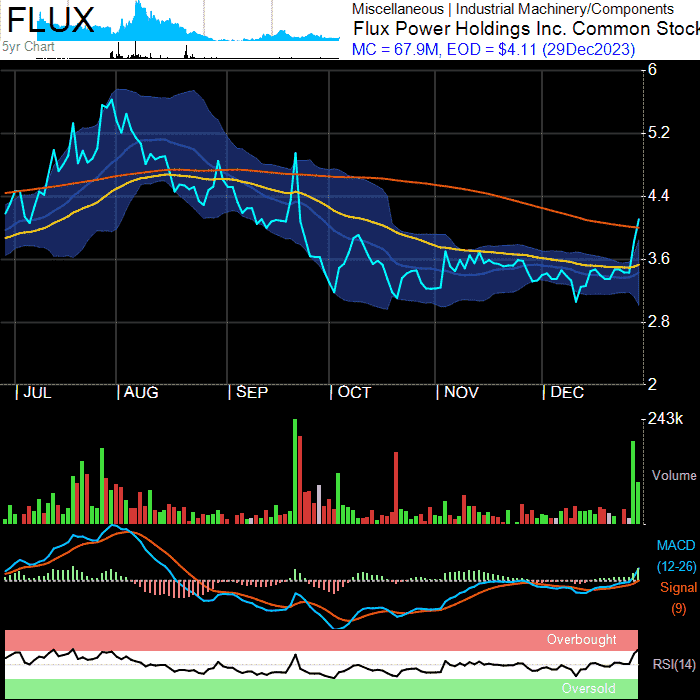 FLUX
5yr Chart
Miscellaneous | Industrial Machinery/Components
Flux Power Holdings Inc. Common Stock
MC = 67.9M, EOD = $4.11 (29Dec2023)
6
5.2
4.4
3.6
2.8
2
JUL
AUG
SEP
OCT
NOV
DEC
243k
Volume
MACD
(12-26)
Signal
(9)
Overbought
RSI(14)
Oversold